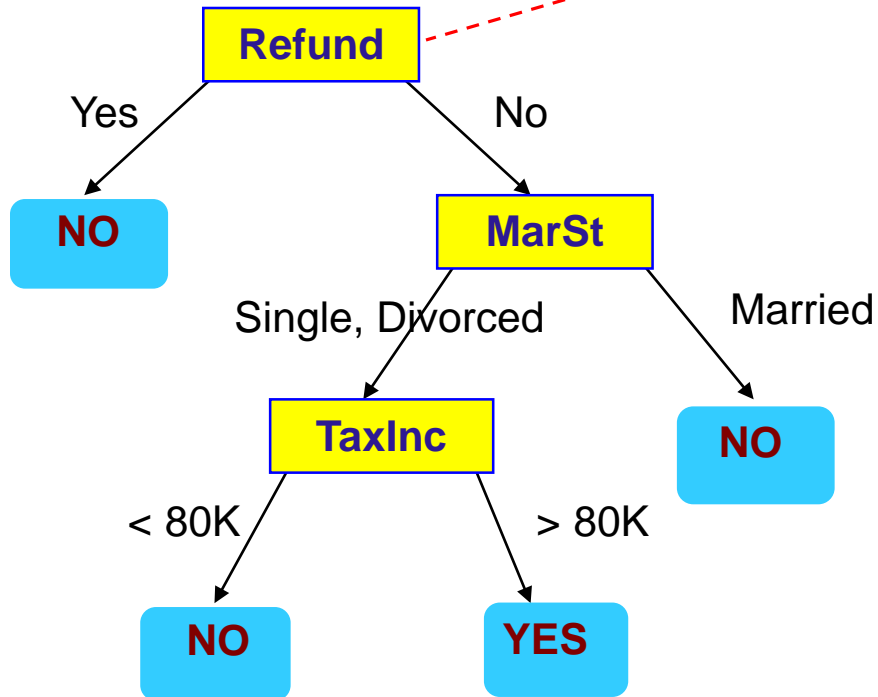 Refund
Yes
No
NO
MarSt
Single, Divorced
Married
TaxInc
NO
< 80K
> 80K
NO
YES